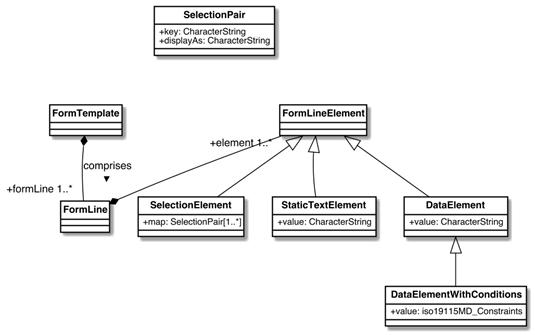 SelectionPair
+key: CharacterString
+displayAs: CharacterString
FormTemplate
FormLineElement
+element 1..*
comprises
+formLine 1..*
FormLine
SelectionElement
+map: SelectionPair[1..*]
StaticTextElement
+value: CharacterString
DataElement
+value: CharacterString
DataElementWithConditions
+value: iso19115MD_Constraints